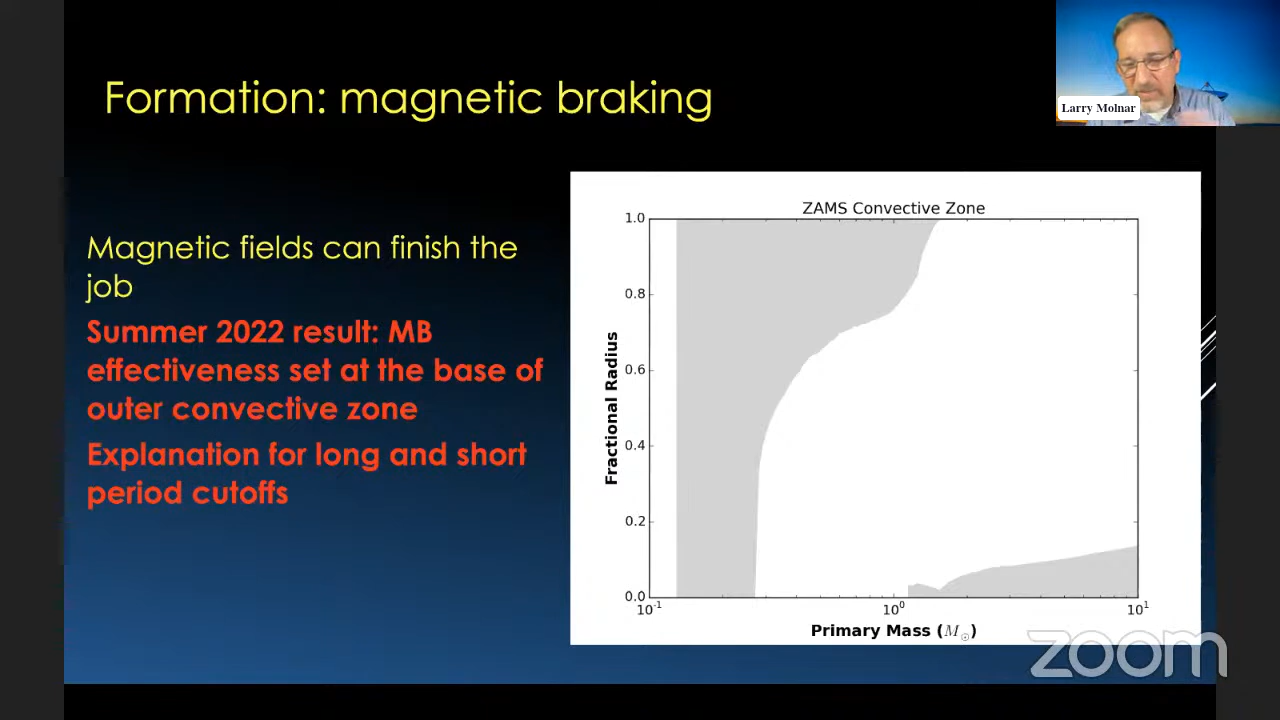 Formation: magnetic braking
Larry Molnar
Magnetic fields can finish the
job
Summer 2022 result: MB
effectiveness set at the base of
outer convective zone
Explanation for long and short
period cutoffs
ZAMS Convective Zone
1.0
0.8
0.6
0.4
0.2
0.0
Fractional Radius
10⁻¹
10⁰
10¹
Primary Mass (M☉)
zoom